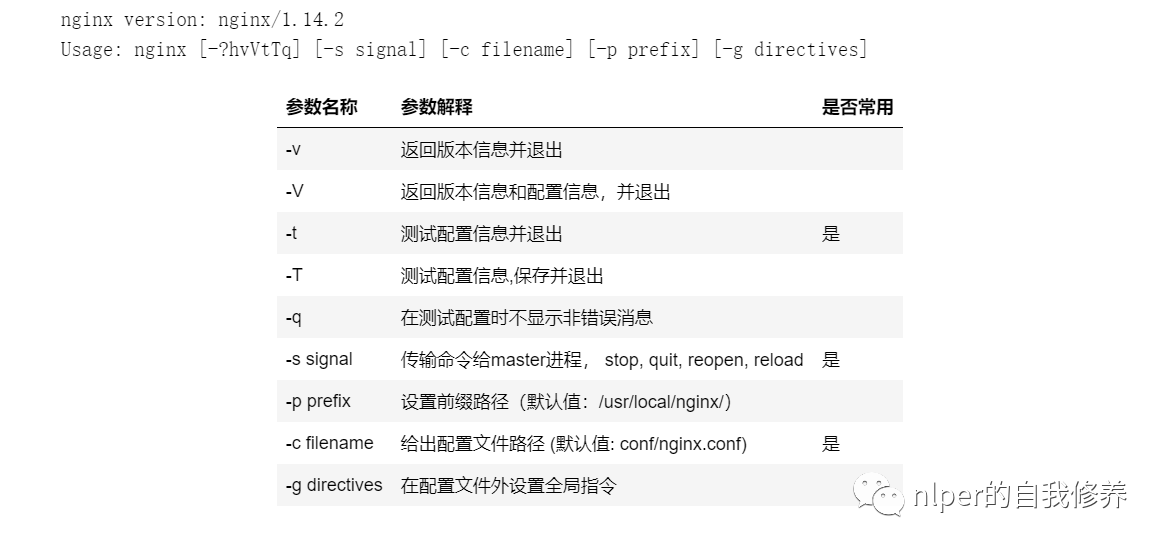 nginx version: nginx/1.14.2
Usage: nginx [-?hvVtTq] [-s signal] [-c filename] [-p prefix] [-g directives]
参数名称 参数解释 是否常用
-v 返回版本信息并退出
-V 返回版本信息和配置信息，并退出
-t 测试配置信息并退出 是
-T 测试配置信息,保存并退出
-q 在测试配置时不显示非错误消息
-s signal 传输命令给master进程， stop, quit, reopen, reload 是
-p prefix 设置前缀路径（默认值：/usr/local/nginx/）
-c filename 给出配置文件路径 (默认值: conf/nginx.conf) 是
-g directives 在配置文件外设置全局指令
nlper的自我修养